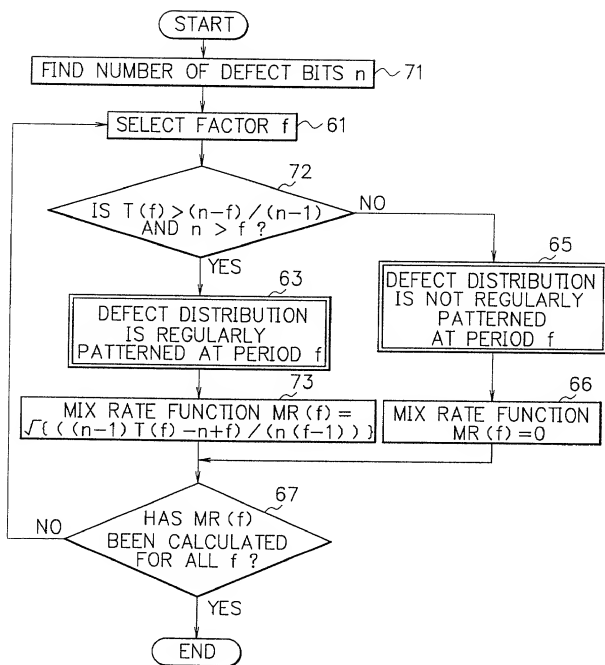 START
FIND NUMBER OF DEFECT BITS n
71
SELECT FACTOR f
61
72
IS T(f)>(n-f)/(n-1)
AND n > f ?
NO
YES
63
DEFECT DISTRIBUTION
IS REGULARLY
PATTERNED AT PERIOD f
65
DEFECT DISTRIBUTION
IS NOT REGULARLY
PATTERNED
AT PERIOD f
73
MIX RATE FUNCTION MR(f)=
√{((n-1)T(f)-n+f)/(n(f-1))}
66
MIX RATE FUNCTION
MR(f)=0
67
HAS MR(f)
BEEN CALCULATED
FOR ALL f ?
NO
YES
END